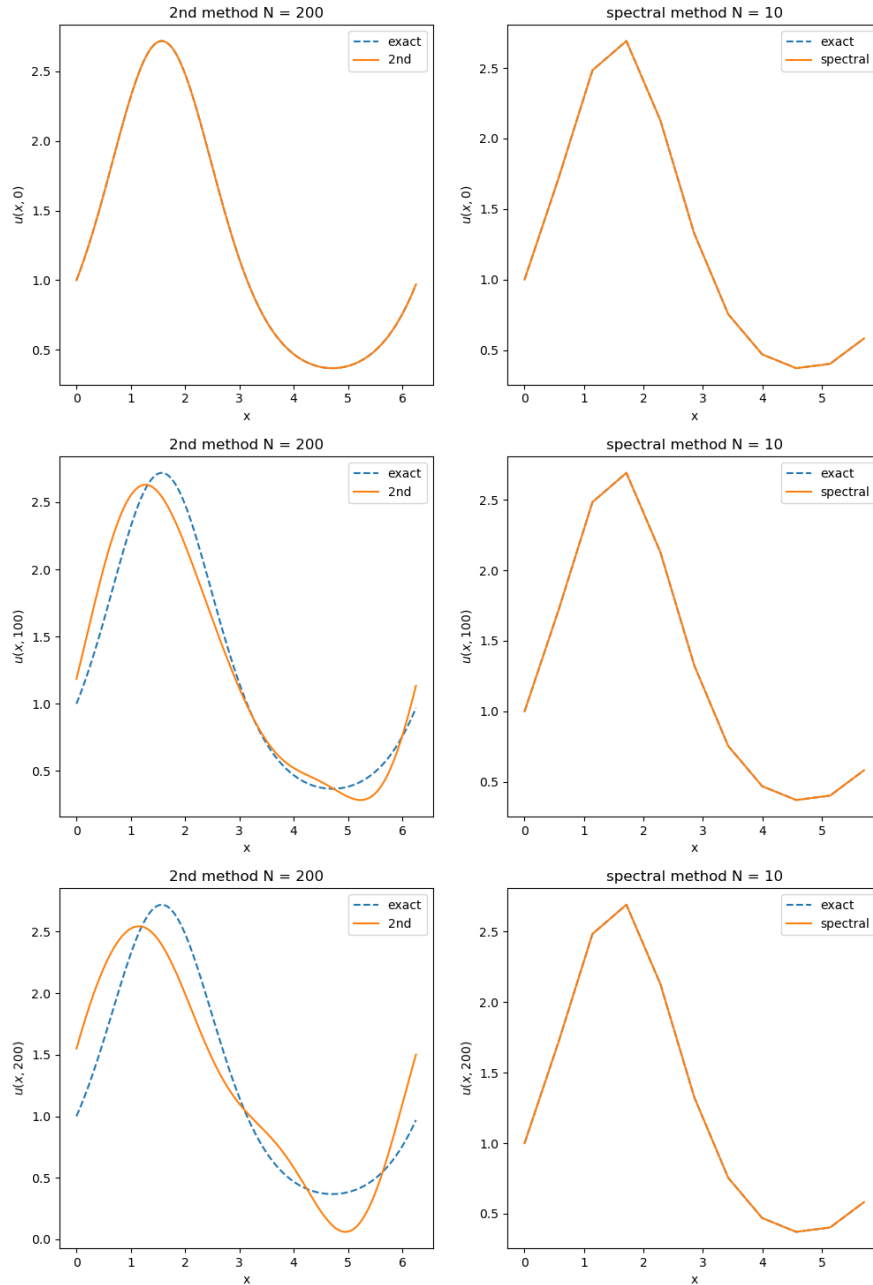 2nd method N = 200
exact
2nd
2.5
2.0
1.5
1.0
0.5
u(x, 0)
0 1 2 3 4 5 6
x
spectral method N = 10
exact
spectral
2.5
2.0
1.5
1.0
0.5
u(x, 0)
0 1 2 3 4 5
x
2nd method N = 200
exact
2nd
2.5
2.0
1.5
1.0
0.5
u(x, 100)
0 1 2 3 4 5 6
x
spectral method N = 10
exact
spectral
2.5
2.0
1.5
1.0
0.5
u(x, 100)
0 1 2 3 4 5
x
2nd method N = 200
exact
2nd
2.5
2.0
1.5
1.0
0.5
0.0
u(x, 200)
0 1 2 3 4 5 6
x
spectral method N = 10
exact
spectral
2.5
2.0
1.5
1.0
0.5
u(x, 200)
0 1 2 3 4 5
x